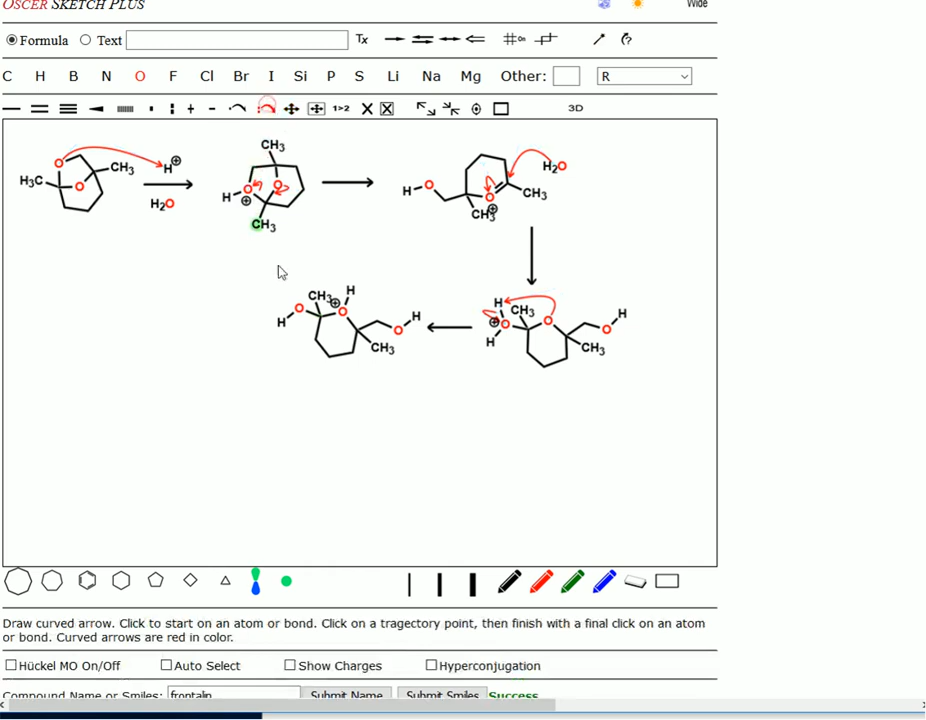 OSCER SKETCH PLUS
Wide
Formula Text Tx #On
C H B N O F Cl Br I Si P S Li Na Mg Other: R
1>2 X X 3D
CH3
O
CH3
H
H2O
H3C
O
H2O
H
O
O
CH3
H
O
O
CH3
CH3
H2O
CH3
H
O
H
O
CH3
O
H
H
CH3
O
H
O
CH3
O
H
Draw curved arrow. Click to start on an atom or bond. Click on a tragectory point, then finish with a final click on an atom
or bond. Curved arrows are red in color.
Hückel MO On/Off Auto Select Show Charges Hyperconjugation
Compound Name or Smiles: frontalin Submit Name Submit Smiles Success